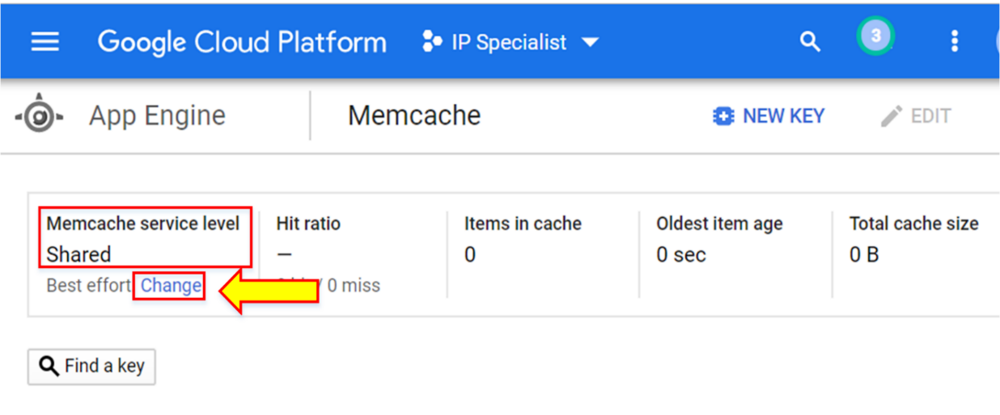 Google Cloud Platform IP Specialist 3
App Engine Memcache NEW KEY EDIT
Memcache service level Hit ratio Items in cache Oldest item age Total cache size
Shared — 0 0 sec 0 B
Best effort Change / 0 miss
Find a key